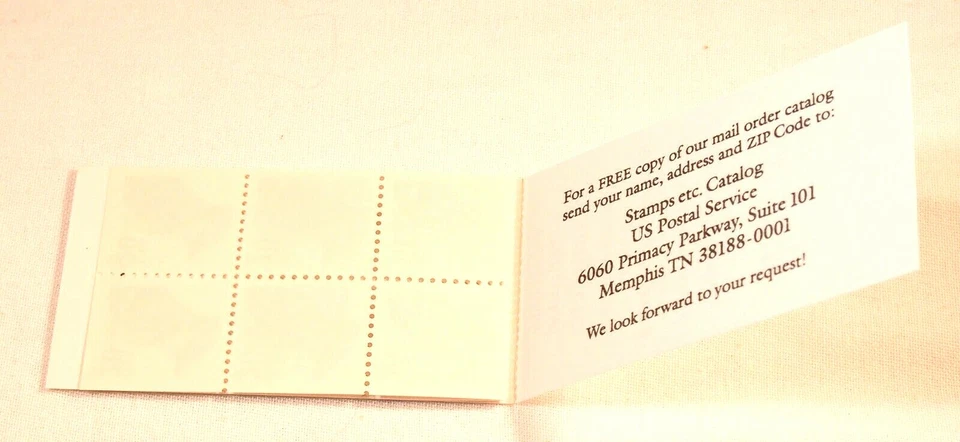 For a FREE copy of our mail order catalog
send your name, address and ZIP Code to:
Stamps etc. Catalog
US Postal Service
6060 Primacy Parkway, Suite 101
Memphis TN 38188-0001
We look forward to your request!